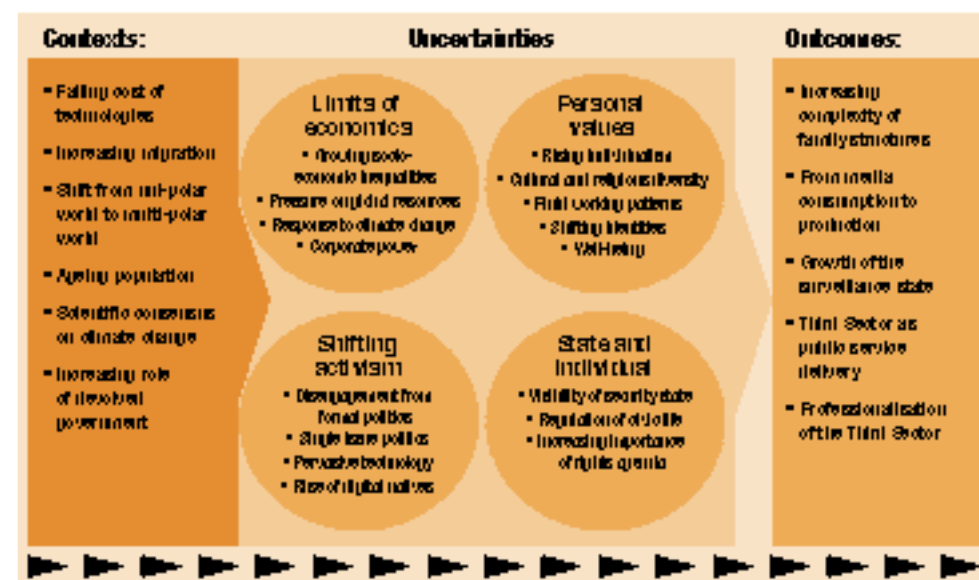 Contexts:
Uncertainties
Outcomes:
- Falling cost of
technologies
- Increasing migration
- Shift from uni-polar
world to multi-polar
world
- Ageing population
- Scientific consensus
on climate change
- Increasing role
of devolved
government
Limits of
economics
• Growing socio-
economic inequalities
• Pressure on global resources
• Response to climate change
• Corporate power
Personal
values
• Rising individualism
• Cultural and religious diversity
• Fluid working patterns
• Shifting identities
• Well-being
Shifting
activism
• Disengagement from
formal politics
• Single issue politics
• Pervasive technology
• Rise of digital natives
State and
individual
• Visibility of security state
• Regulation of civic life
• Increasing importance
of rights agenda
- Increasing
complexity of
family structures
- From media
consumption to
production
- Growth of the
surveillance state
- Third Sector as
public service
delivery
- Professionalisation
of the Third Sector